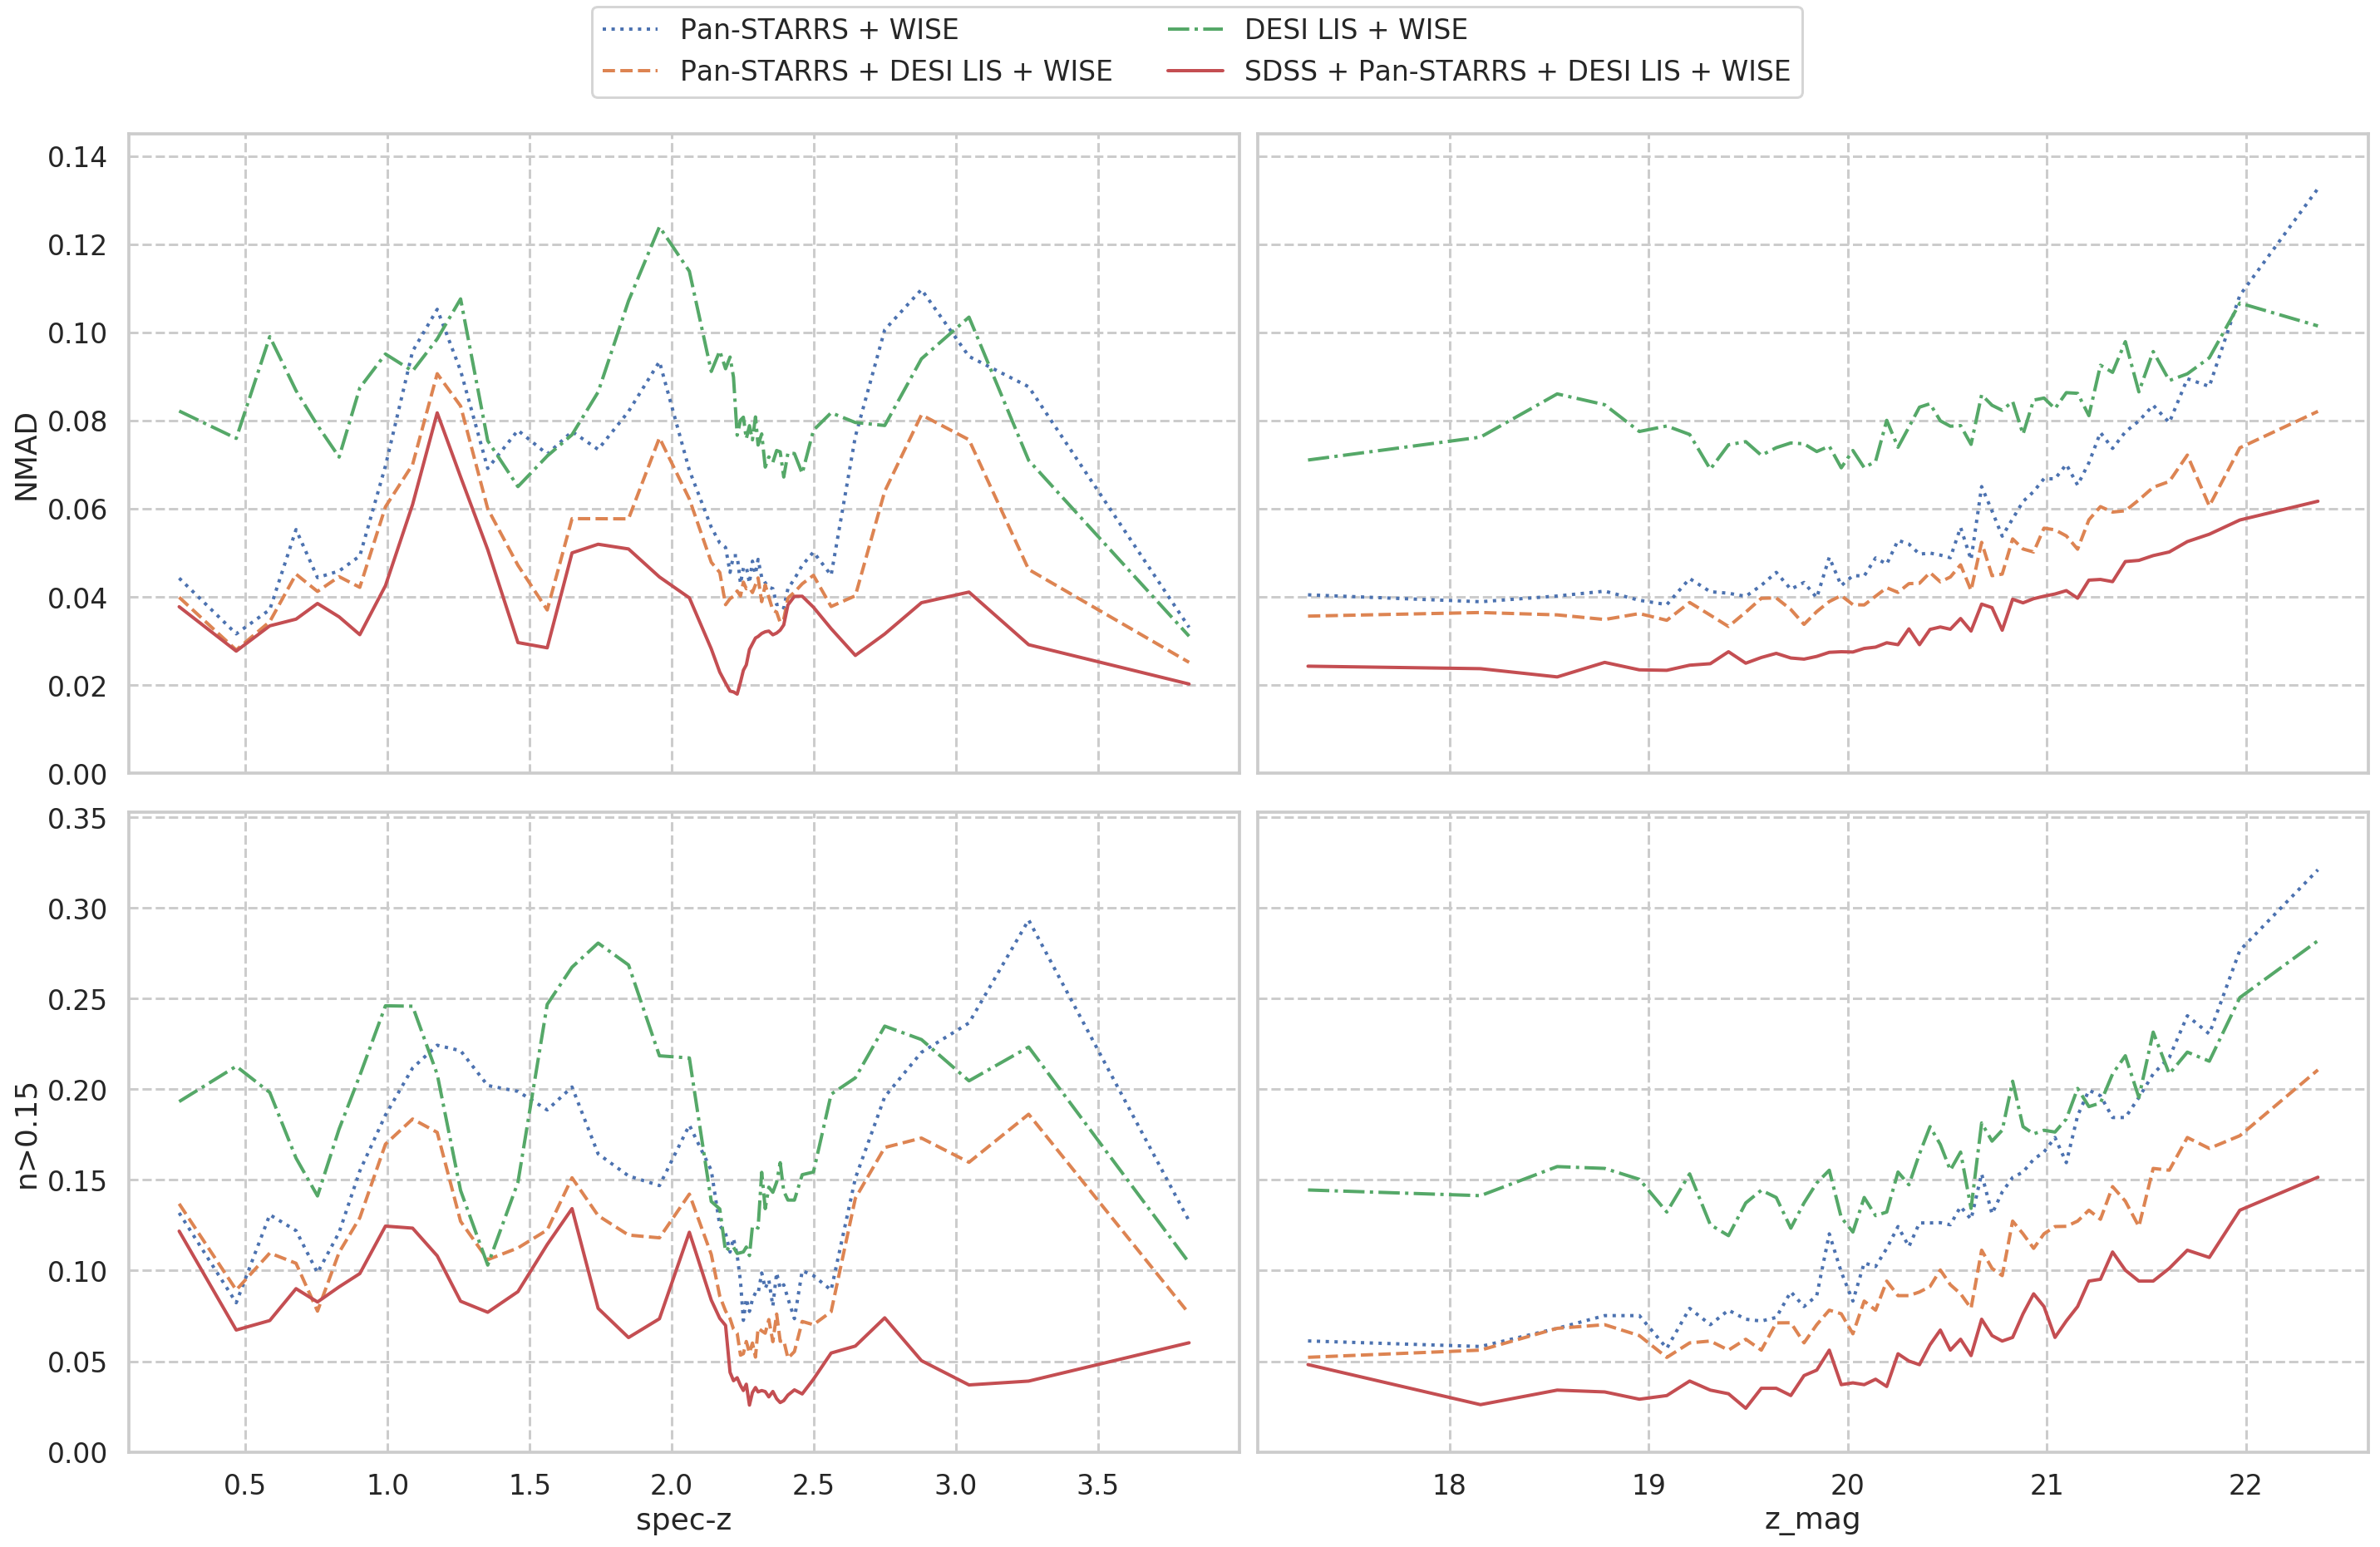 Pan-STARRS + WISE
DESI LIS + WISE
Pan-STARRS + DESI LIS + WISE
SDSS + Pan-STARRS + DESI LIS + WISE
0.14
0.12
0.10
0.08
0.06
0.04
0.02
0.00
NMAD
0.35
0.30
0.25
0.20
0.15
0.10
0.05
0.00
n>0.15
0.5 1.0 1.5 2.0 2.5 3.0 3.5
spec-z
18 19 20 21 22
z_mag